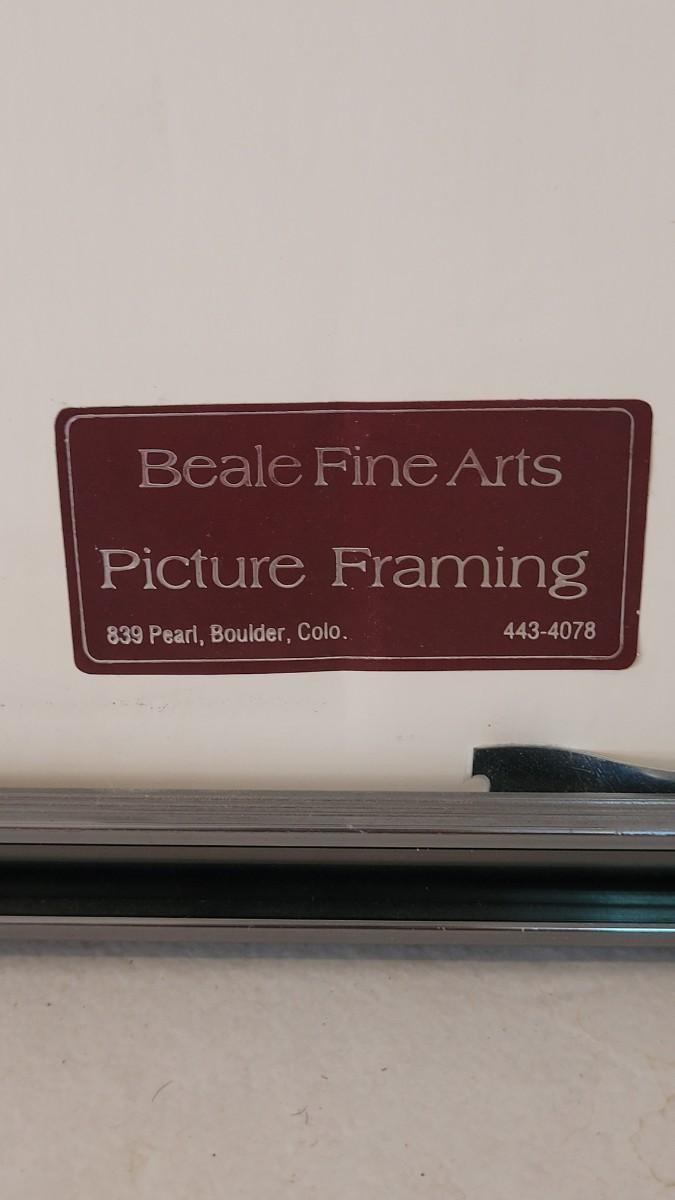 Beale Fine Arts
Picture Framing
839 Pearl, Boulder, Colo. 443-4078